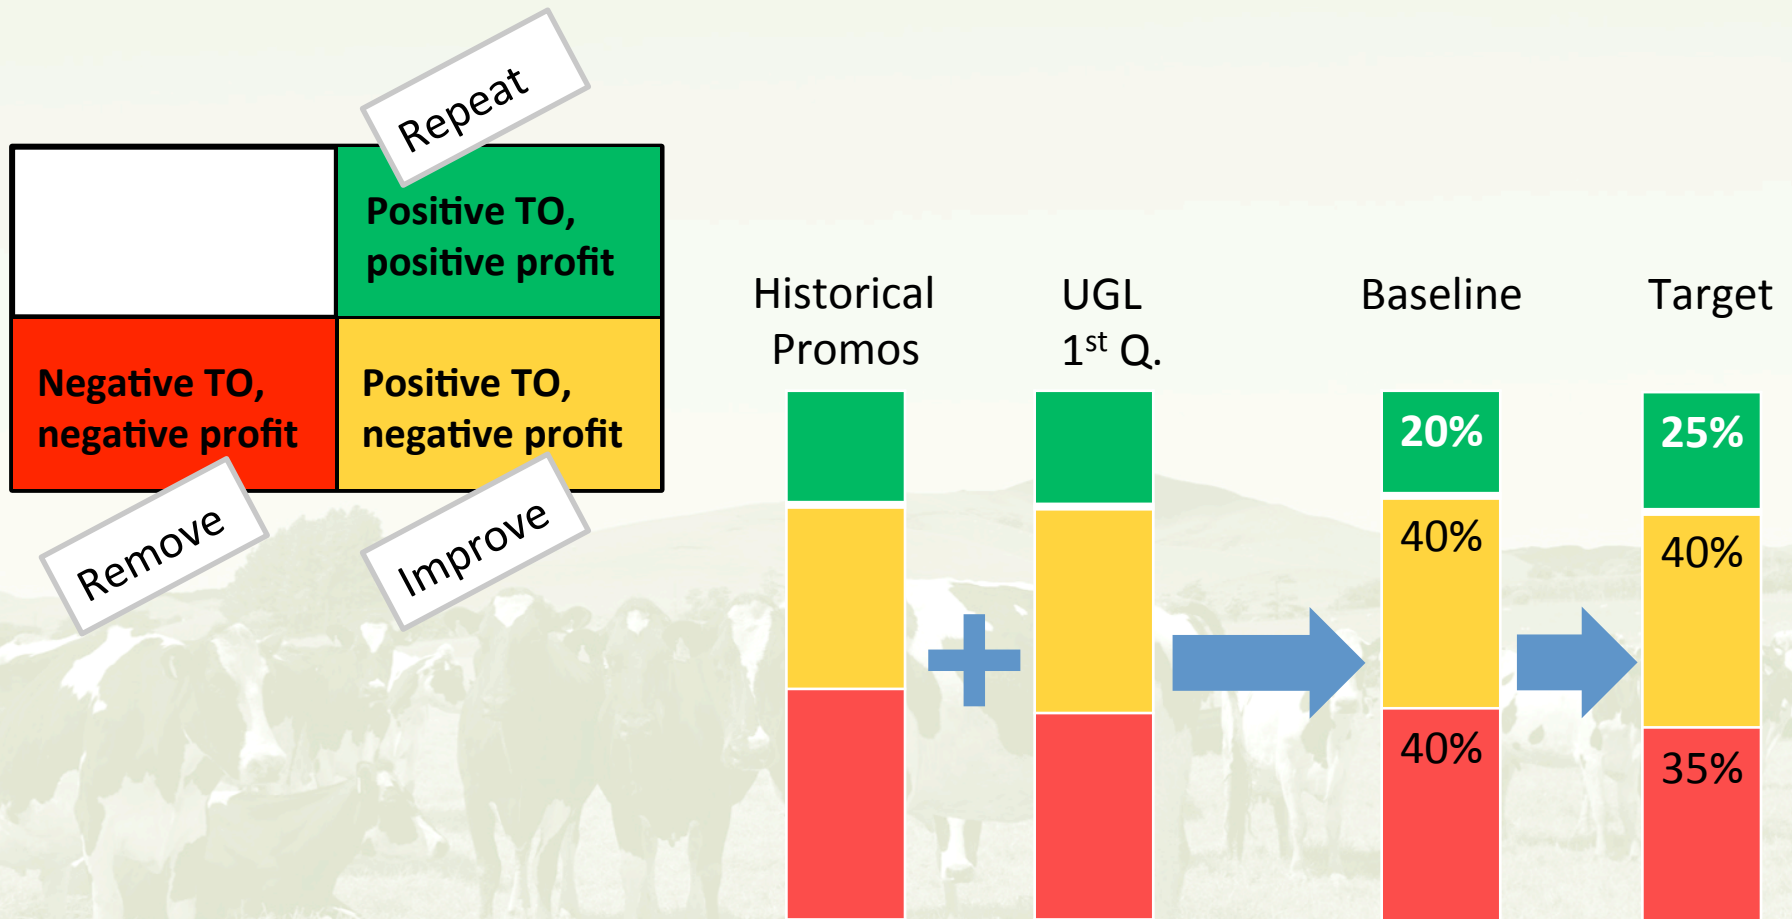 Repeat
Positive TO,
positive profit
Negative TO,
negative profit
Positive TO,
negative profit
Remove
Improve
Historical
Promos
UGL
1st Q.
Baseline
Target
20%
40%
40%
25%
40%
35%